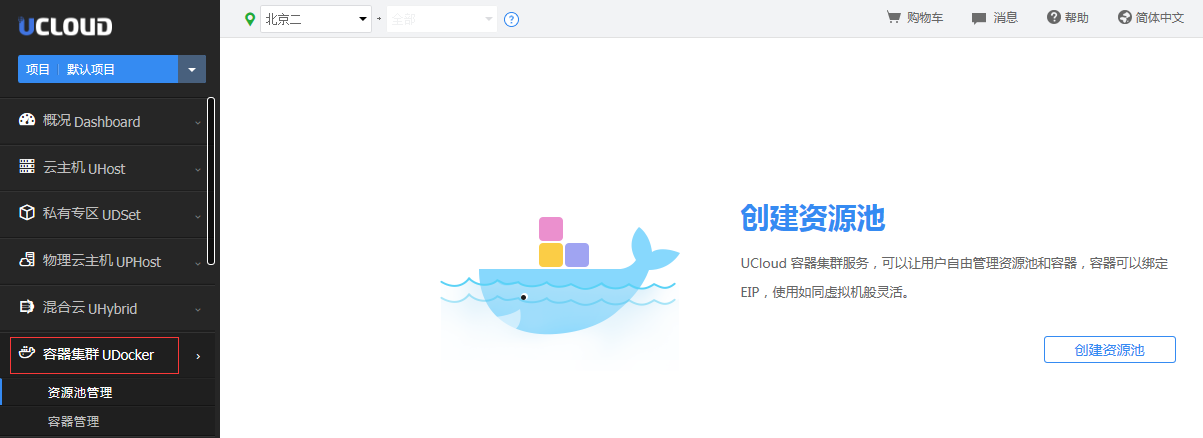 UCLOUD
项目 默认项目
概况 Dashboard
云主机 UHost
私有专区 UDSet
物理云主机 UPHost
混合云 UHybrid
容器集群 UDocker
资源池管理
容器管理
北京二 全部 ?
购物车 消息 帮助 简体中文
创建资源池
UCloud 容器集群服务，可以让用户自由管理资源池和容器，容器可以绑定
EIP，使用如同虚拟机般灵活。
创建资源池